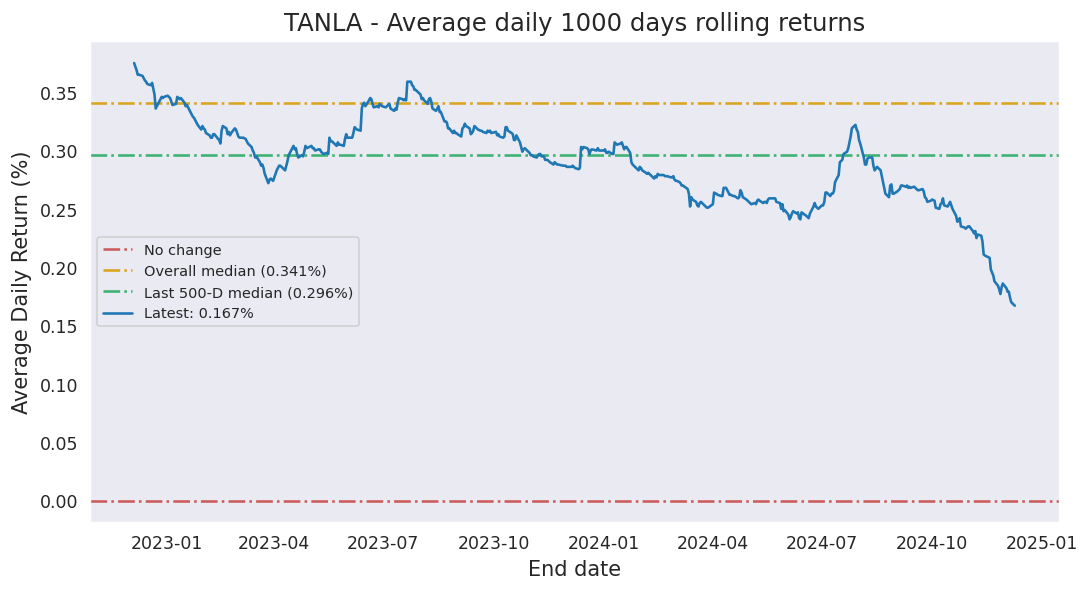 TANLA - Average daily 1000 days rolling returns
Average Daily Return (%)
0.35
0.30
0.25
0.20
0.15
0.10
0.05
0.00
No change
Overall median (0.341%)
Last 500-D median (0.296%)
Latest: 0.167%
2023-01 2023-04 2023-07 2023-10 2024-01 2024-04 2024-07 2024-10 2025-01
End date